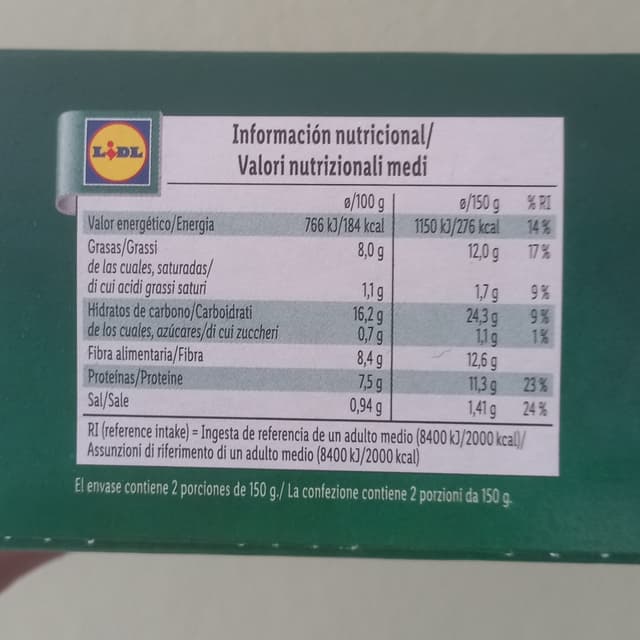 LIDL
Información nutricional/
Valori nutrizionali medi
ø/100 g ø/150 g % RI
Valor energético/Energia 766 kJ/184 kcal 1150 kJ/276 kcal 14 %
Grasas/Grassi 8,0 g 12,0 g 17 %
de las cuales, saturadas/
di cui acidi grassi saturi 1,1 g 1,7 g 9 %
Hidratos de carbono/Carboidrati 16,2 g 24,3 g 9 %
de los cuales, azúcares/di cui zuccheri 0,7 g 1,1 g 1 %
Fibra alimentaria/Fibra 8,4 g 12,6 g
Proteínas/Proteine 7,5 g 11,3 g 23 %
Sal/Sale 0,94 g 1,41 g 24 %
RI (reference intake) = Ingesta de referencia de un adulto medio (8400 kJ/2000 kcal)/
Assunzioni di riferimento di un adulto medio (8400 kJ/2000 kcal)
El envase contiene 2 porciones de 150 g./ La confezione contiene 2 porzioni da 150 g.